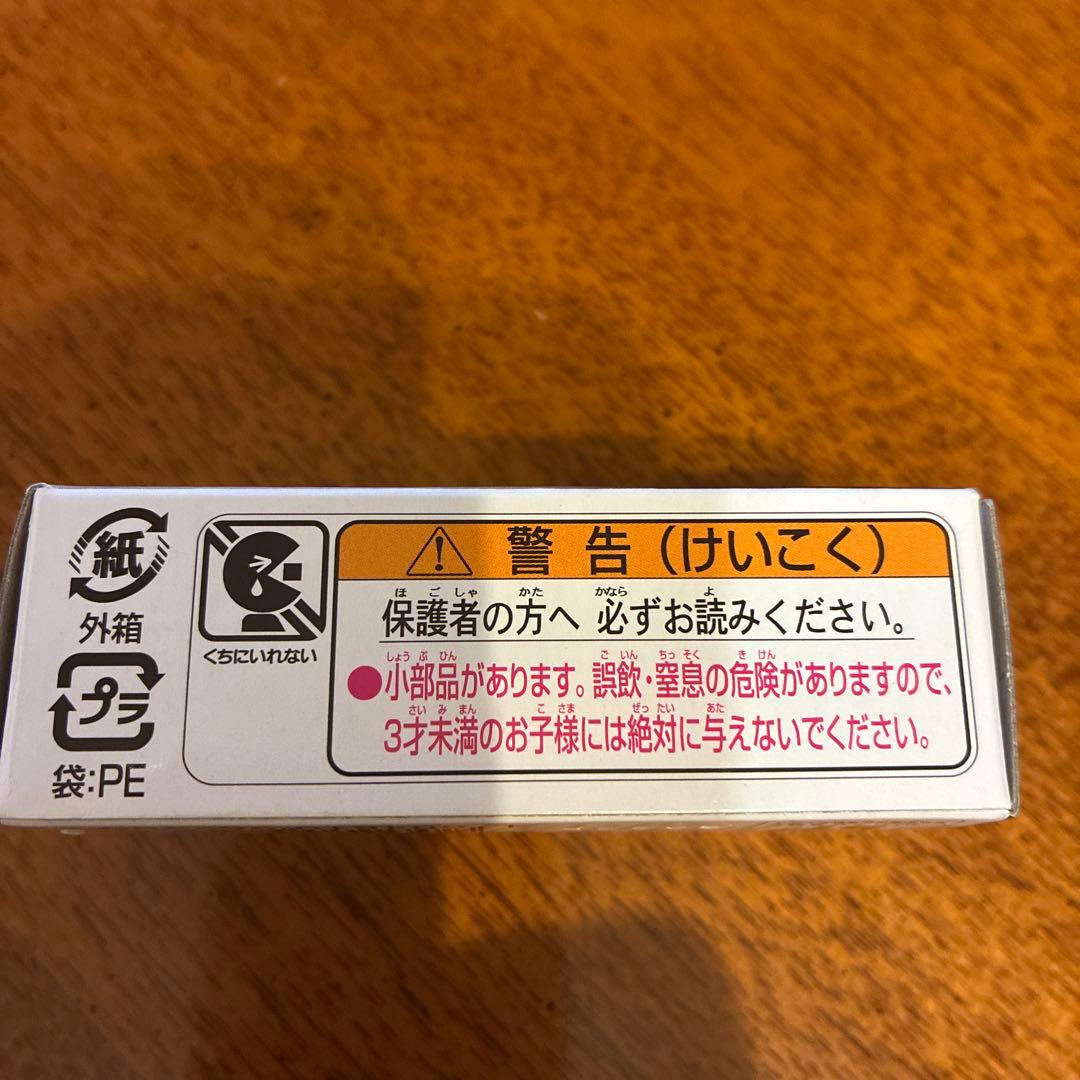 紙
外箱
プラ
袋:PE
くちにいれない
警告(けいこく)
保護者の方へ 必ずお読みください。
●小部品があります。誤飲・窒息の危険がありますので、
3才未満のお子様には絶対に与えないでください。